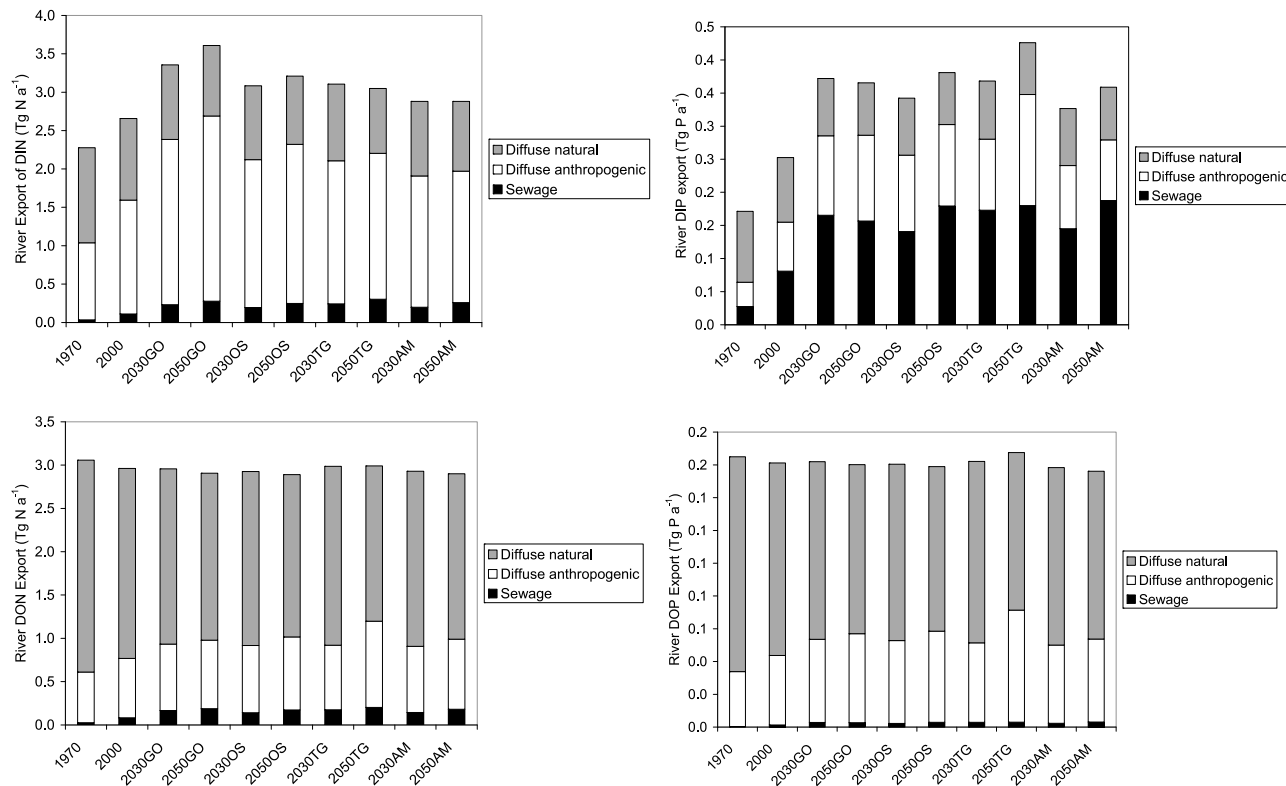 River Export of DIN (Tg N a⁻¹)
4.0
3.5
3.0
2.5
2.0
1.5
1.0
0.5
0.0
1970
2000
2030GO
2050GO
2030OS
2050OS
2030TG
2050TG
2030AM
2050AM
Diffuse natural
Diffuse anthropogenic
Sewage
River DIP export (Tg P a⁻¹)
0.5
0.4
0.4
0.3
0.3
0.2
0.2
0.1
0.1
0.0
1970
2000
2030GO
2050GO
2030OS
2050OS
2030TG
2050TG
2030AM
2050AM
Diffuse natural
Diffuse anthropogenic
Sewage
River DON Export (Tg N a⁻¹)
3.5
3.0
2.5
2.0
1.5
1.0
0.5
0.0
1970
2000
2030GO
2050GO
2030OS
2050OS
2030TG
2050TG
2030AM
2050AM
Diffuse natural
Diffuse anthropogenic
Sewage
River DOP Export (Tg P a⁻¹)
0.2
0.2
0.1
0.1
0.1
0.1
0.1
0.0
0.0
0.0
1970
2000
2030GO
2050GO
2030OS
2050OS
2030TG
2050TG
2030AM
2050AM
Diffuse natural
Diffuse anthropogenic
Sewage